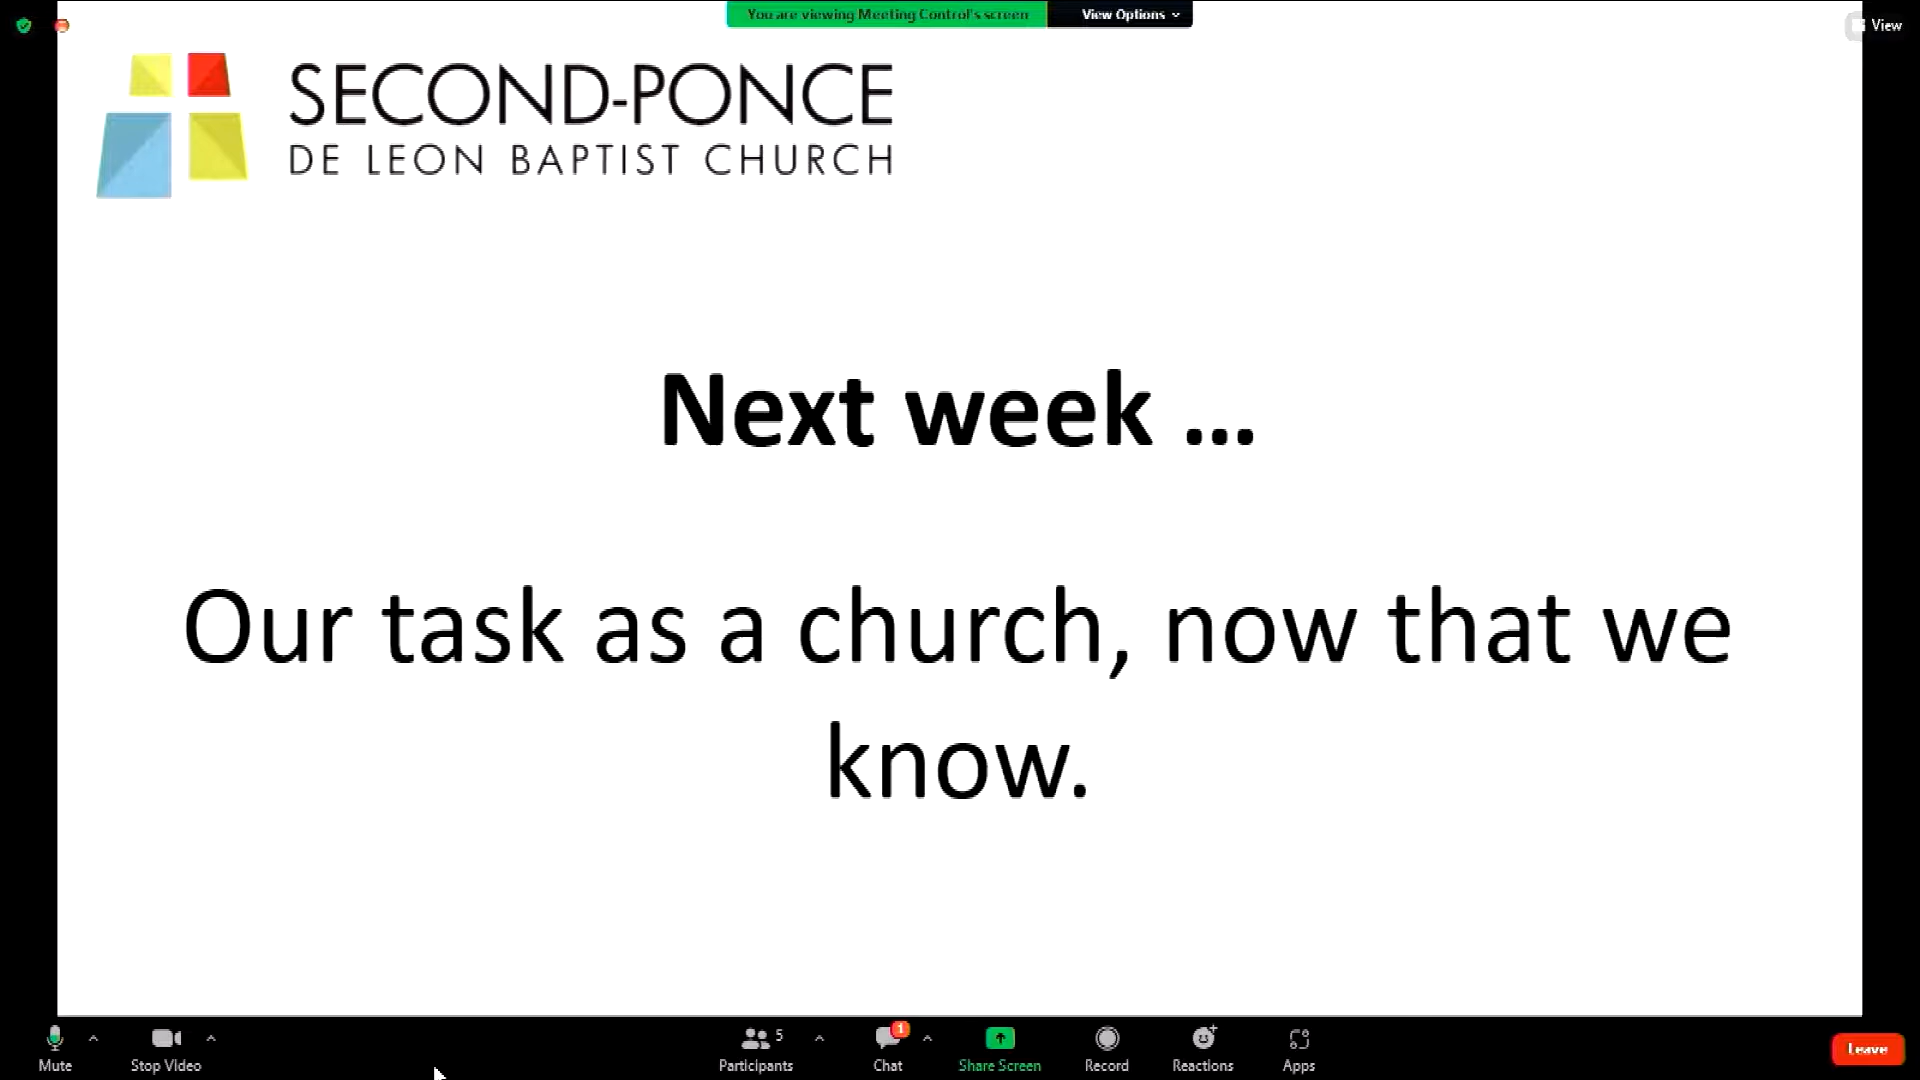 You are viewing Meeting Control's screen
View Options
View
SECOND-PONCE
DE LEON BAPTIST CHURCH
Next week ...
Our task as a church, now that we
know.
Mute
Stop Video
5
Participants
1
Chat
Share Screen
Record
Reactions
Apps
Leave